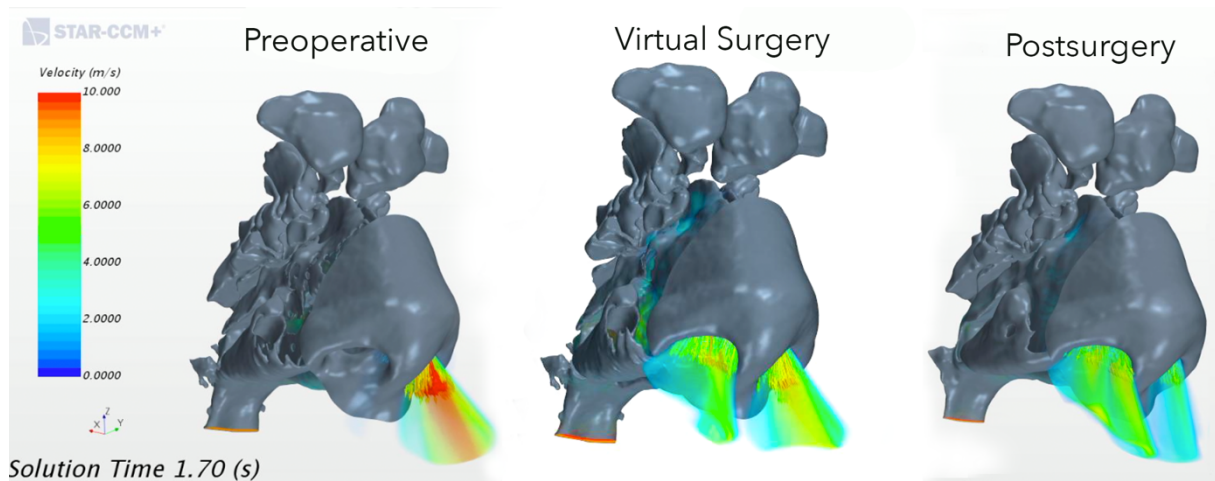 STAR-CCM+
Preoperative
Virtual Surgery
Postsurgery
Velocity (m/s)
10.000
8.0000
6.0000
4.0000
2.0000
0.0000
Z
X
Y
Solution Time 1.70 (s)